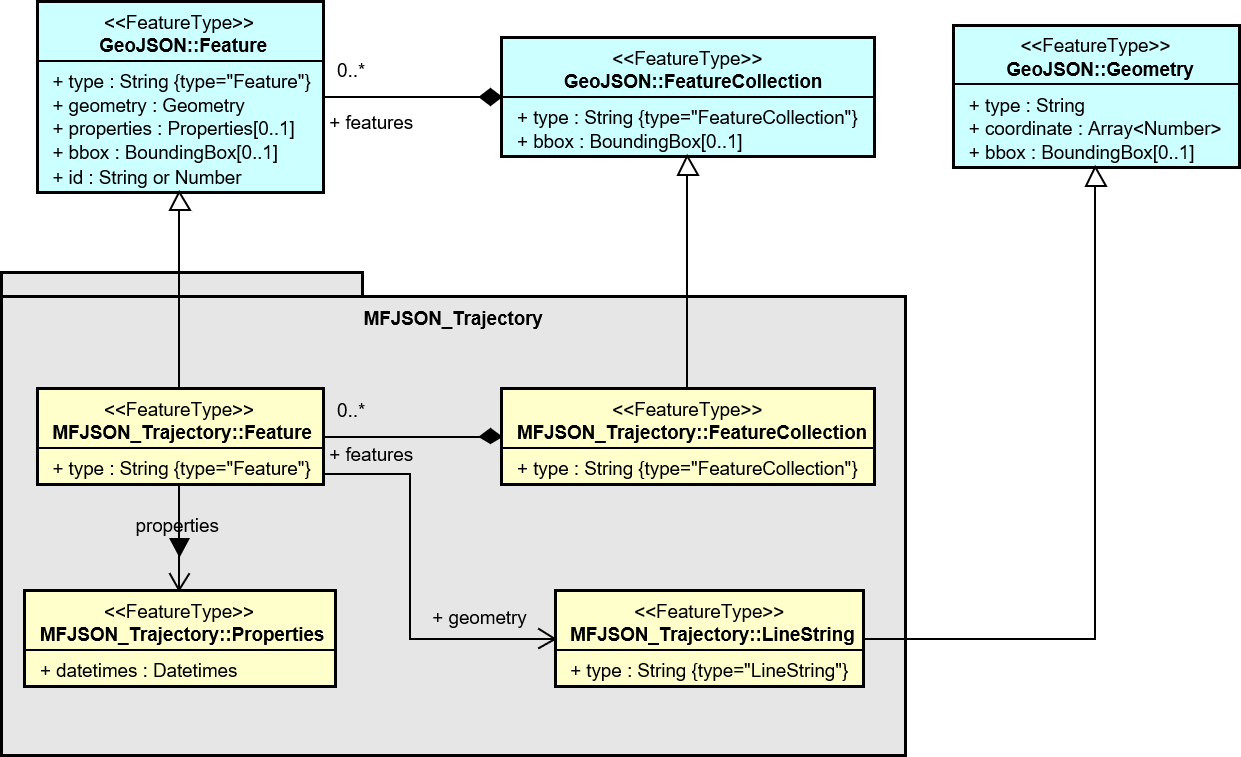 <<FeatureType>>
GeoJSON::Feature
+ type : String {type="Feature"}
+ geometry : Geometry
+ properties : Properties[0..1]
+ bbox : BoundingBox[0..1]
+ id : String or Number
0..*
+ features
<<FeatureType>>
GeoJSON::FeatureCollection
+ type : String {type="FeatureCollection"}
+ bbox : BoundingBox[0..1]
<<FeatureType>>
GeoJSON::Geometry
+ type : String
+ coordinate : Array<Number>
+ bbox : BoundingBox[0..1]
MFJSON_Trajectory
<<FeatureType>>
MFJSON_Trajectory::Feature
+ type : String {type="Feature"}
0..*
+ features
<<FeatureType>>
MFJSON_Trajectory::FeatureCollection
+ type : String {type="FeatureCollection"}
properties
<<FeatureType>>
MFJSON_Trajectory::Properties
+ datetimes : Datetimes
+ geometry
<<FeatureType>>
MFJSON_Trajectory::LineString
+ type : String {type="LineString"}